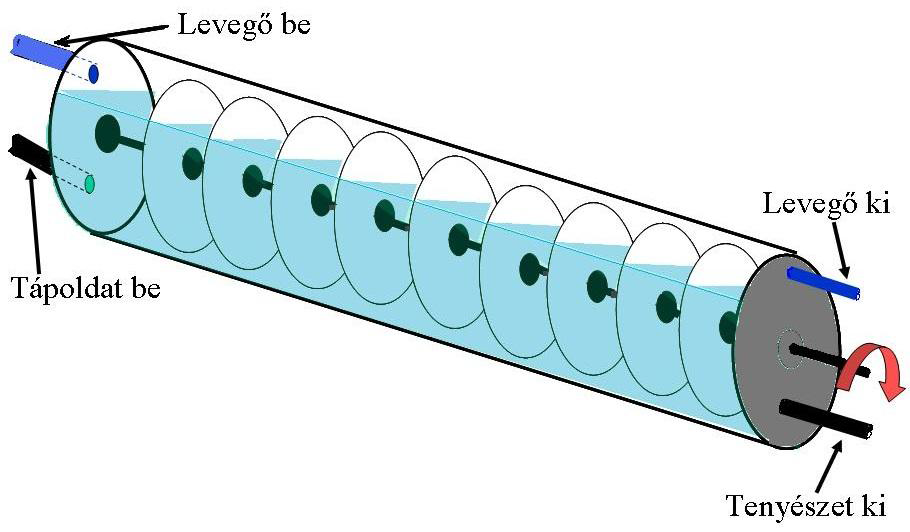 Levegő be
Levegő ki
Tápoldat be
Tenyészet ki